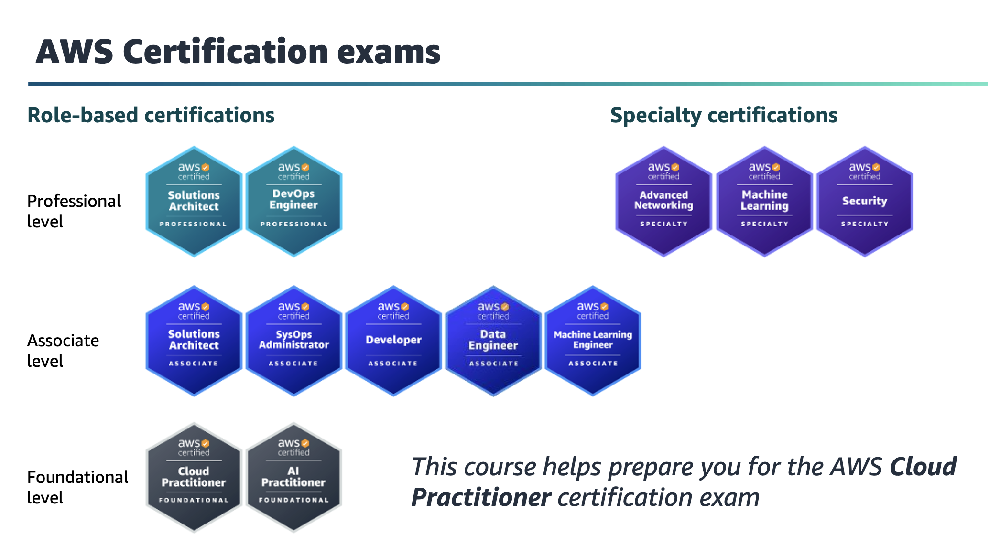 AWS Certification exams
Role-based certifications
Specialty certifications
Professional
level
aws
certified
Solutions
Architect
PROFESSIONAL
aws
certified
DevOps
Engineer
PROFESSIONAL
aws
certified
Advanced
Networking
SPECIALTY
aws
certified
Machine
Learning
SPECIALTY
aws
certified
Security
SPECIALTY
Associate
level
aws
certified
Solutions
Architect
ASSOCIATE
aws
certified
SysOps
Administrator
ASSOCIATE
aws
certified
Developer
ASSOCIATE
aws
certified
Data
Engineer
ASSOCIATE
aws
certified
Machine Learning
Engineer
ASSOCIATE
Foundational
level
aws
certified
Cloud
Practitioner
FOUNDATIONAL
aws
certified
AI
Practitioner
FOUNDATIONAL
This course helps prepare you for the AWS Cloud
Practitioner certification exam